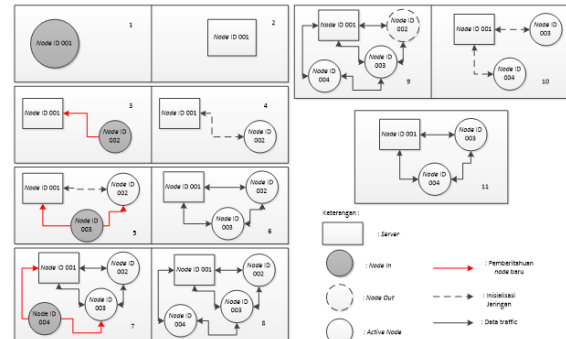 Node ID 001
1
Node ID 001
2
Node ID 001
Node ID
002
3
Node ID 001
Node ID
002
4
Node ID 001
Node ID
002
Node ID
003
5
Node ID 001
Node ID
002
Node ID
003
6
Node ID 001
Node ID
002
Node ID
003
Node ID
004
7
Node ID 001
Node ID
002
Node ID
003
Node ID
004
8
Node ID 001
Node ID
002
Node ID
003
Node ID
004
9
Node ID 001
Node ID
003
Node ID
004
10
Node ID 001
Node ID
003
Node ID
004
11
Keterangan :
: Server
: Node In
: Node Out
: Active Node
: Pemberitahuan
node baru
: Inisialisasi
Jaringan
: Data traffic